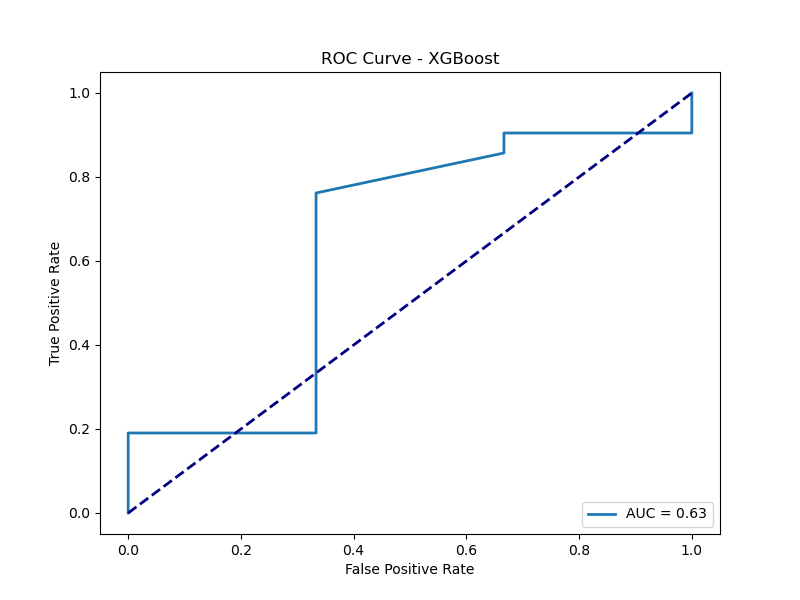 ROC Curve - XGBoost
True Positive Rate
1.0
0.8
0.6
0.4
0.2
0.0
0.0 0.2 0.4 0.6 0.8 1.0
False Positive Rate
AUC = 0.63